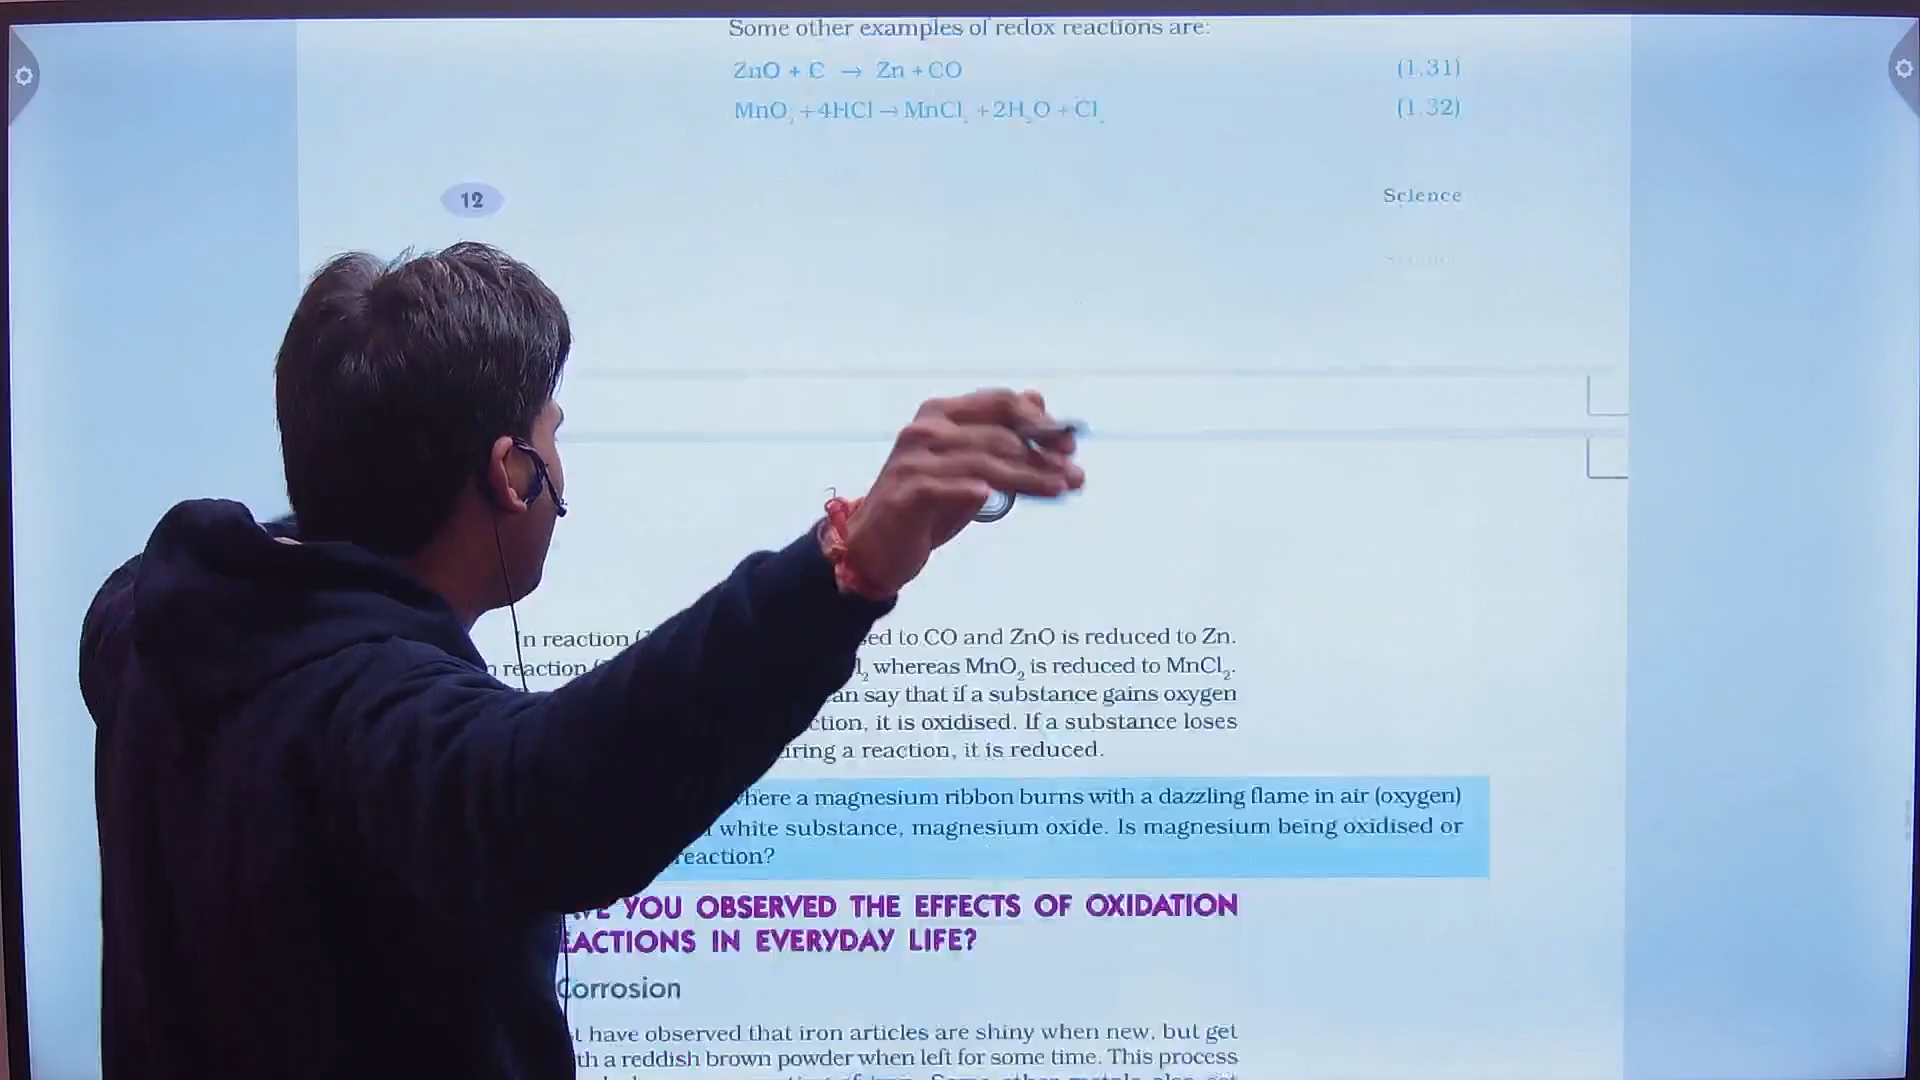 Some other examples of redox reactions are:
ZnO + C → Zn + CO (1.31)
MnO₂ + 4HCl → MnCl₂ + 2H₂O + Cl₂ (1.32)
12 Science
n reaction ( ed to CO and ZnO is reduced to Zn.
n reaction ( l₂ whereas MnO₂ is reduced to MnCl₂.
an say that if a substance gains oxygen
ction, it is oxidised. If a substance loses
ring a reaction, it is reduced.
here a magnesium ribbon burns with a dazzling flame in air (oxygen)
white substance, magnesium oxide. Is magnesium being oxidised or
reaction?
VE YOU OBSERVED THE EFFECTS OF OXIDATION
EACTIONS IN EVERYDAY LIFE?
Corrosion
t have observed that iron articles are shiny when new, but get
th a reddish brown powder when left for some time. This process